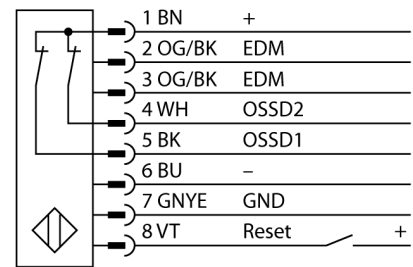 1 BN +
2 OG/BK EDM
3 OG/BK EDM
4 WH OSSD2
5 BK OSSD1
6 BU –
7 GNYE GND
8 VT Reset +